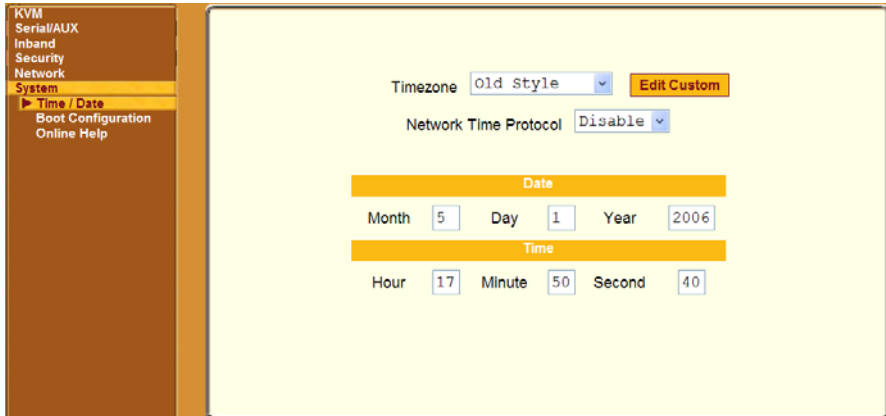 KVM
Serial/AUX
Inband
Security
Network
System
Time / Date
Boot Configuration
Online Help
Timezone Old Style Edit Custom
Network Time Protocol Disable
Date
Month 5 Day 1 Year 2006
Time
Hour 17 Minute 50 Second 40